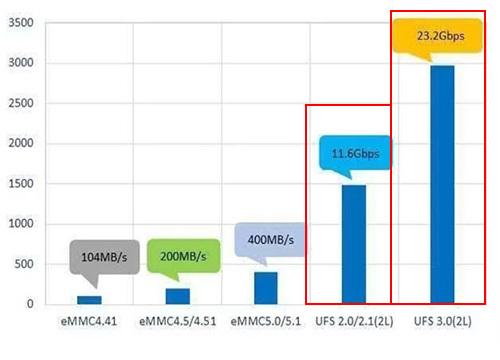 3500
3000
2500
2000
1500
1000
500
0
23.2Gbps
11.6Gbps
400MB/s
200MB/s
104MB/s
eMMC4.41
eMMC4.5/4.51
eMMC5.0/5.1
UFS 2.0/2.1(2L)
UFS 3.0(2L)